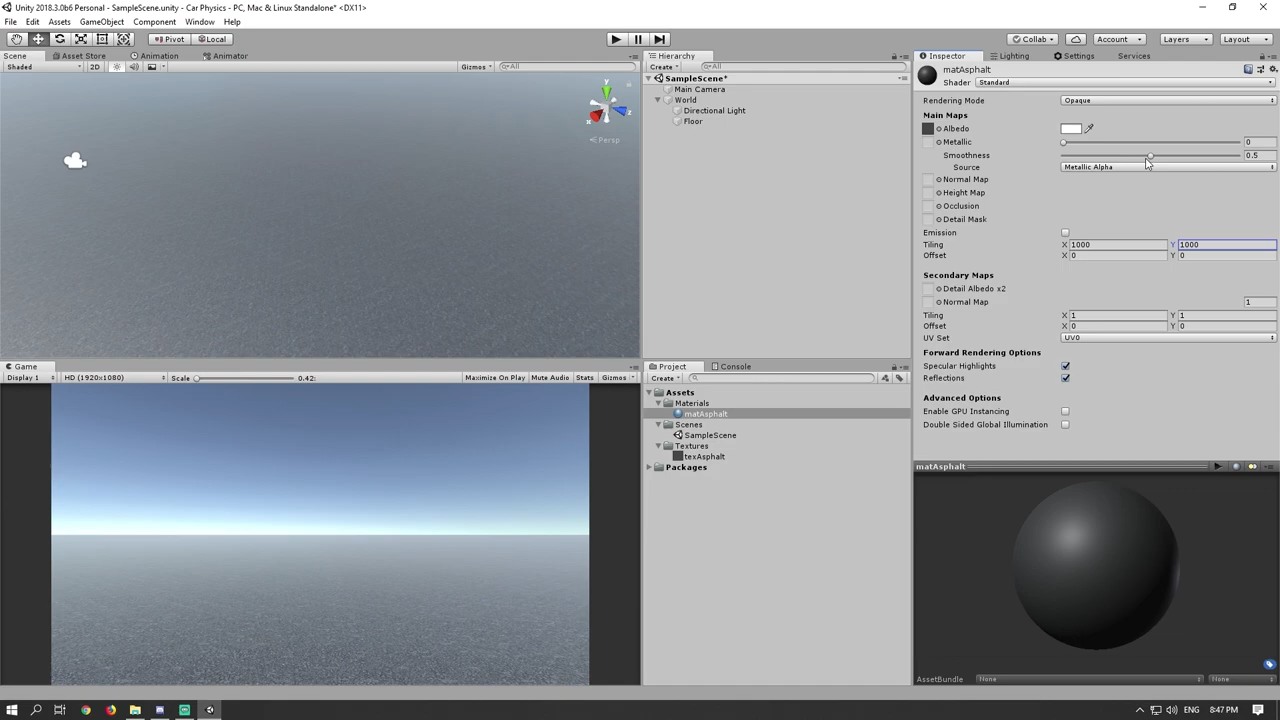 Unity 2018.3.0b6 Personal - SampleScene.unity - Car Physics - PC, Mac & Linux Standalone* <DX11>
File Edit Assets GameObject Component Window Help
Pivot Local Collab Account Layers Layout
Scene Asset Store Animation Animator
Shaded 2D Gizmos All
Hierarchy
Create All
SampleScene*
Main Camera
World
Directional Light
Floor
y
x
z
Persp
Inspector Lighting Settings Services
matAsphalt
Shader Standard
Rendering Mode Opaque
Main Maps
Albedo
Metallic 0
Smoothness 0.5
Source Metallic Alpha
Normal Map
Height Map
Occlusion
Detail Mask
Emission
Tiling X 1000 Y 1000
Offset X 0 Y 0
Secondary Maps
Detail Albedo x2
Normal Map 1
Tiling X 1 Y 1
Offset X 0 Y 0
UV Set UV0
Forward Rendering Options
Specular Highlights
Reflections
Advanced Options
Enable GPU Instancing
Double Sided Global Illumination
Game
Display 1 HD (1920x1080) Scale 0.42: Maximize On Play Mute Audio Stats Gizmos
Project Console
Create
Assets
Materials
matAsphalt
Scenes
SampleScene
Textures
texAsphalt
Packages
matAsphalt
AssetBundle None None
ENG 8:47 PM